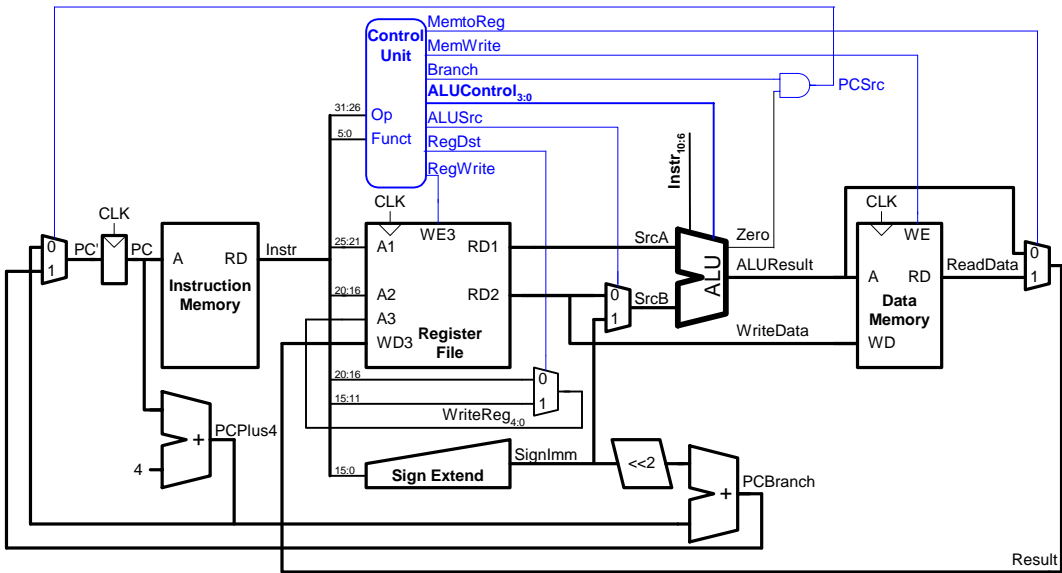 MemtoReg
Control
Unit
MemWrite
Branch
ALUControl3:0
PCSrc
31:26
Op
ALUSrc
5:0
Funct
RegDst
RegWrite
Instr10:6
CLK
CLK
CLK
0
1
PC'
PC
A
RD
Instr
Instruction
Memory
25:21
A1
WE3
RD1
SrcA
Zero
WE
0
1
20:16
A2
RD2
0
1
SrcB
ALU
ALUResult
A
RD
ReadData
A3
WD3
Register
File
WriteData
Data
Memory
WD
20:16
0
15:11
1
WriteReg4:0
PCPlus4
+
4
15:0
Sign Extend
SignImm
<<2
+
PCBranch
Result